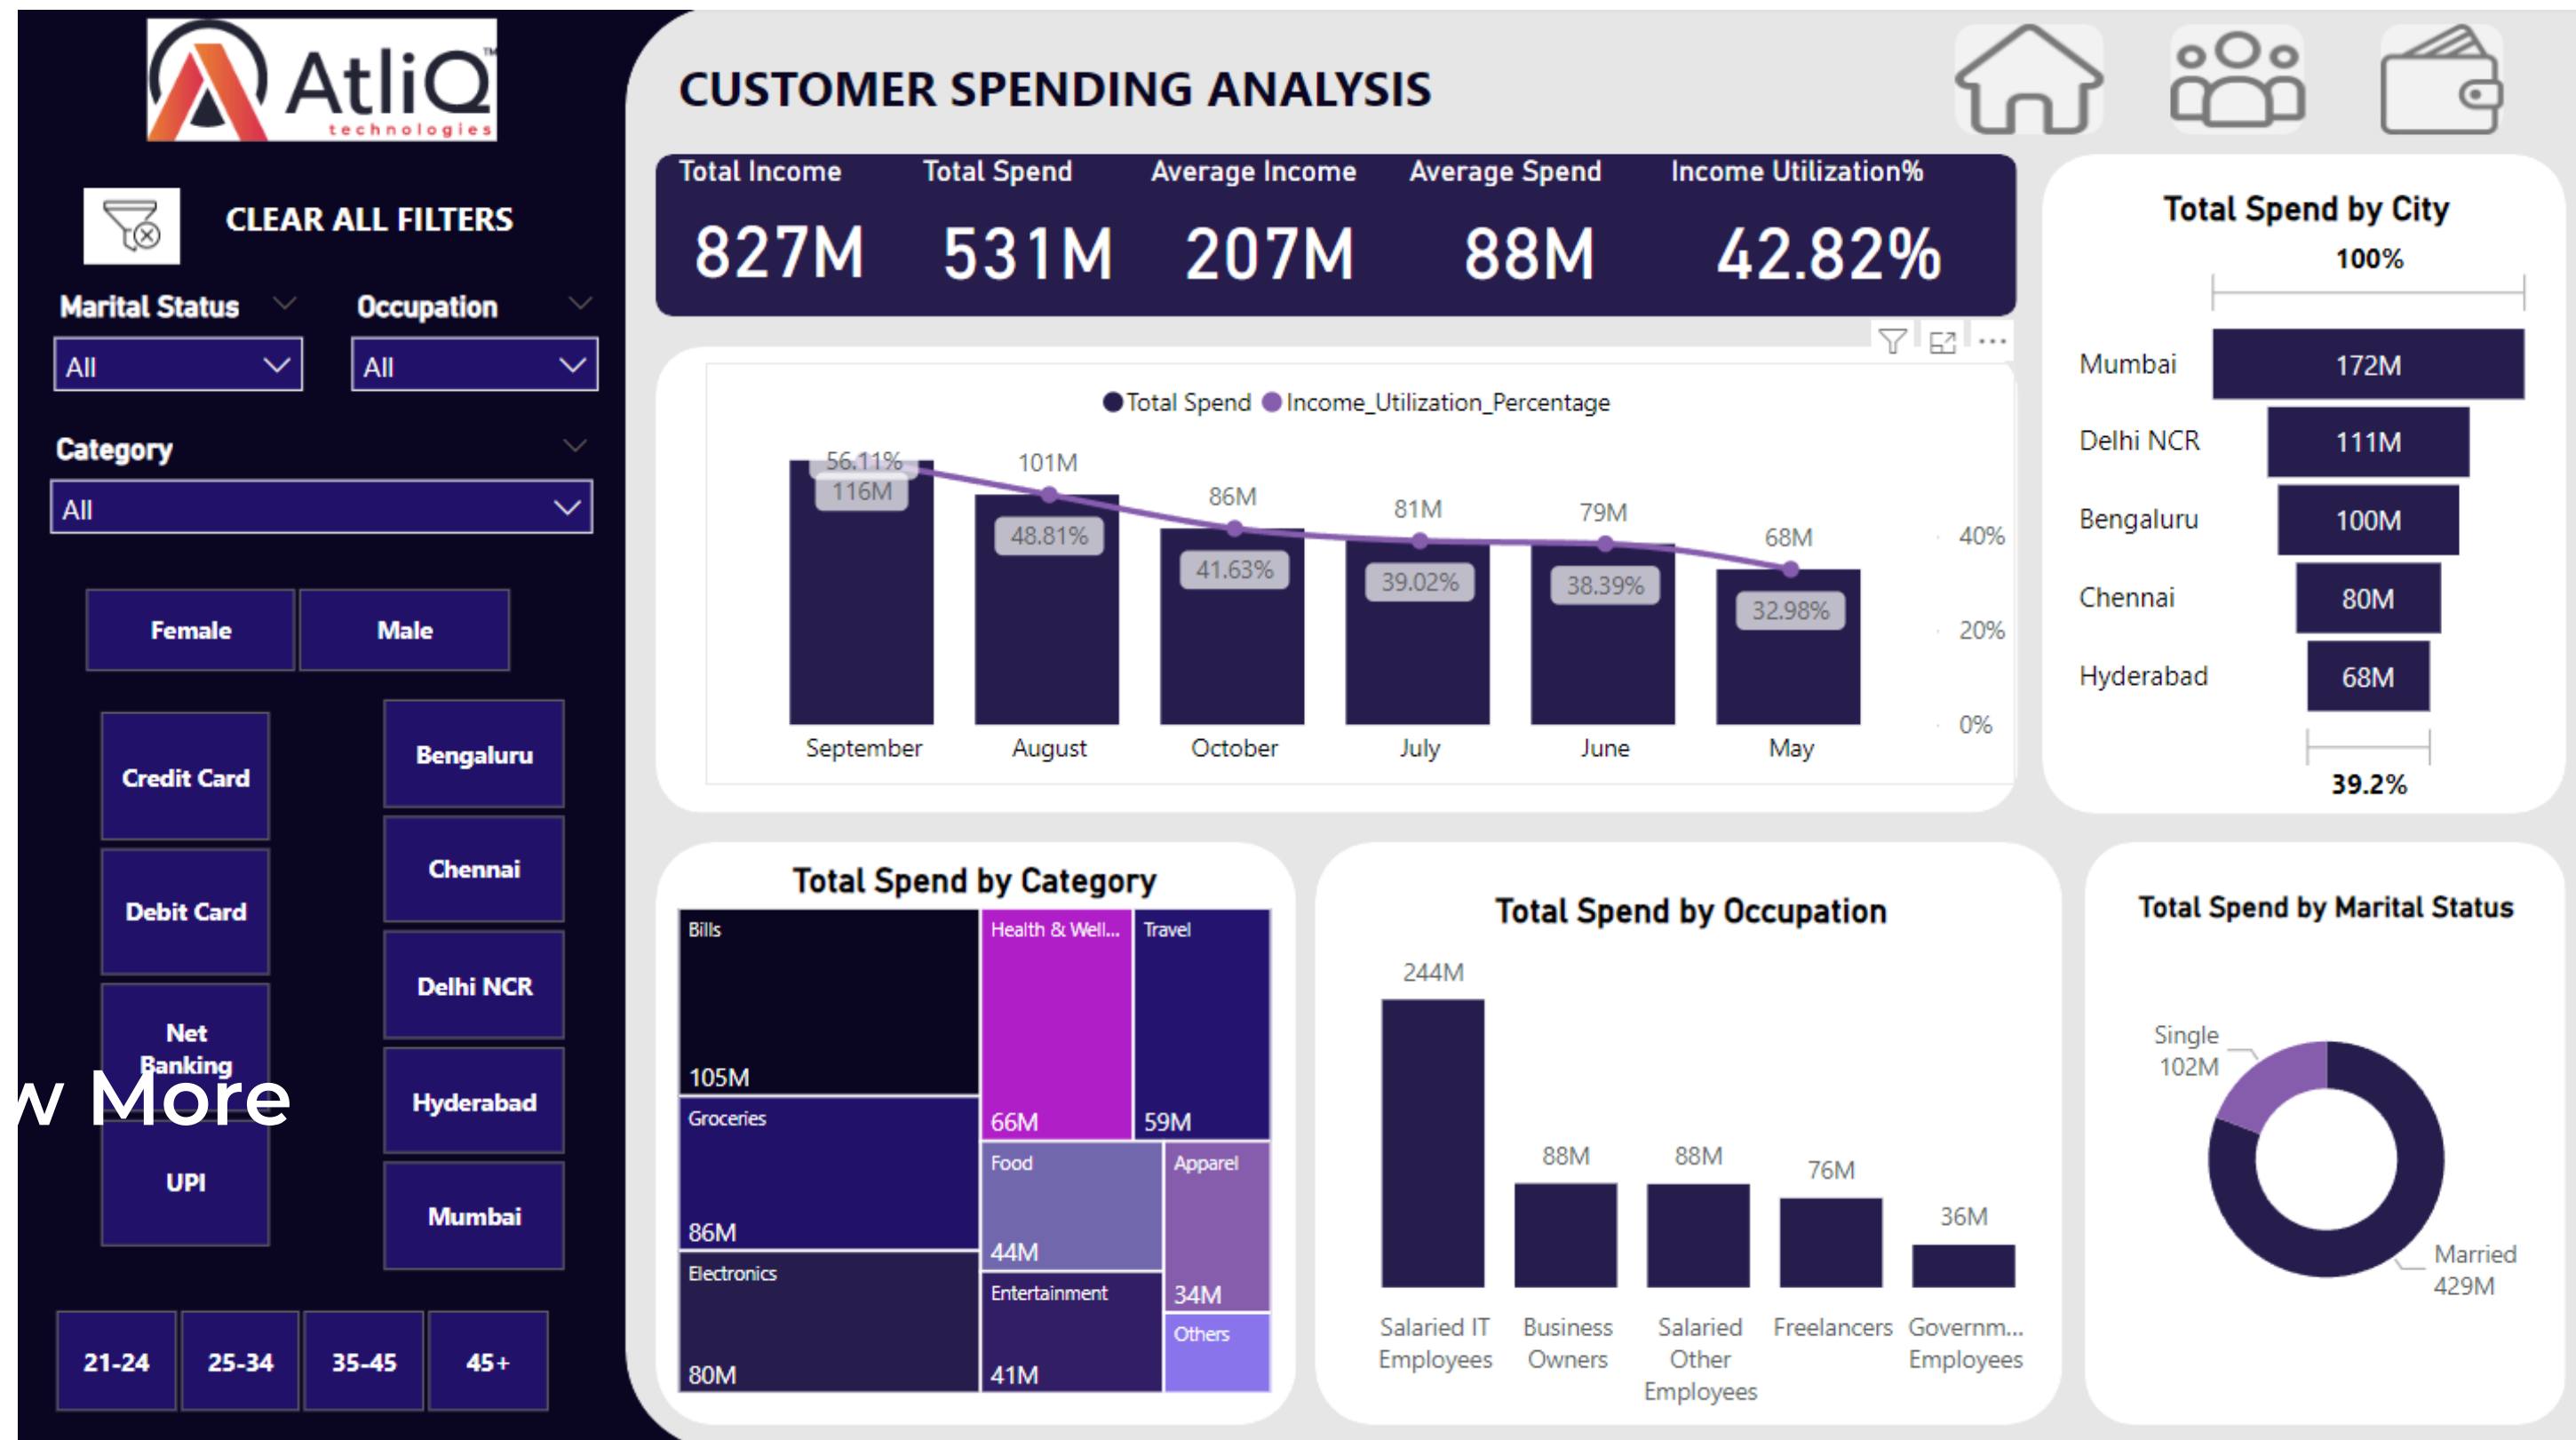 AtliQ
TM
technologies
CLEAR ALL FILTERS
Marital Status
Occupation
All
All
Category
All
Female
Male
Credit Card
Debit Card
Net
Banking
UPI
w More
Bengaluru
Chennai
Delhi NCR
Hyderabad
Mumbai
21-24
25-34
35-45
45+
CUSTOMER SPENDING ANALYSIS
Total Income
827M
Total Spend
531M
Average Income
207M
Average Spend
88M
Income Utilization%
42.82%
Total Spend
Income_Utilization_Percentage
56.11%
116M
101M
48.81%
86M
41.63%
81M
39.02%
79M
38.39%
68M
32.98%
40%
20%
0%
September
August
October
July
June
May
Total Spend by City
100%
Mumbai
172M
Delhi NCR
111M
Bengaluru
100M
Chennai
80M
Hyderabad
68M
39.2%
Total Spend by Category
Bills
105M
Groceries
86M
Electronics
80M
Health & Well...
66M
Travel
59M
Food
44M
Entertainment
41M
Apparel
34M
Others
Total Spend by Occupation
244M
88M
88M
76M
36M
Salaried IT
Employees
Business
Owners
Salaried
Other
Employees
Freelancers
Governm...
Employees
Total Spend by Marital Status
Single
102M
Married
429M